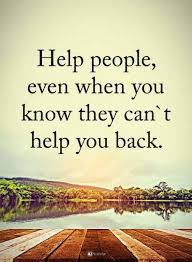 Help people,
even when you
know they can`t
help you back.